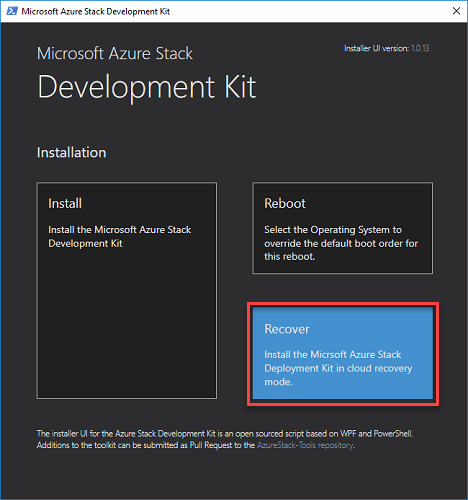 Microsoft Azure Stack Development Kit
Microsoft Azure Stack
Installer UI version: 1.0.13
Development Kit
Installation
Install
Install the Microsoft Azure Stack
Development Kit
Reboot
Select the Operating System to
override the default boot order for
this reboot.
Recover
Install the Micrsoft Azure Stack
Deployment Kit in cloud recovery
mode.
The installer UI for the Azure Stack Development Kit is an open sourced script based on WPF and PowerShell.
Additions to the toolkit can be submitted as Pull Request to the AzureStack-Tools repository.